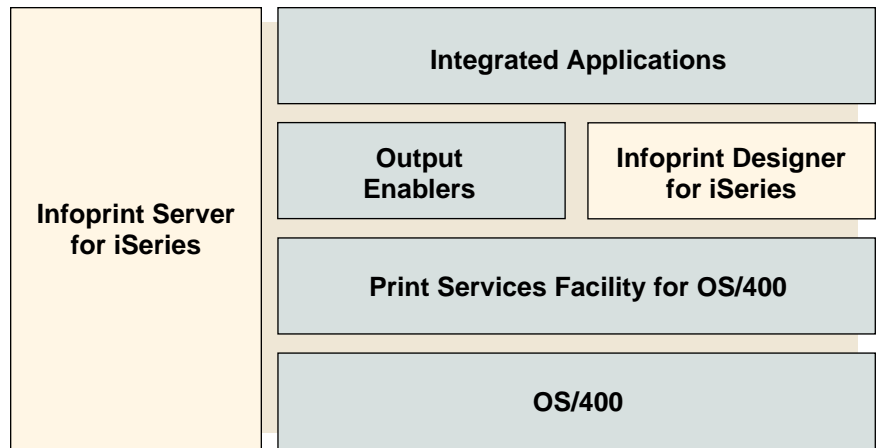 Infoprint Server
for iSeries
Integrated Applications
Output
Enablers
Infoprint Designer
for iSeries
Print Services Facility for OS/400
OS/400